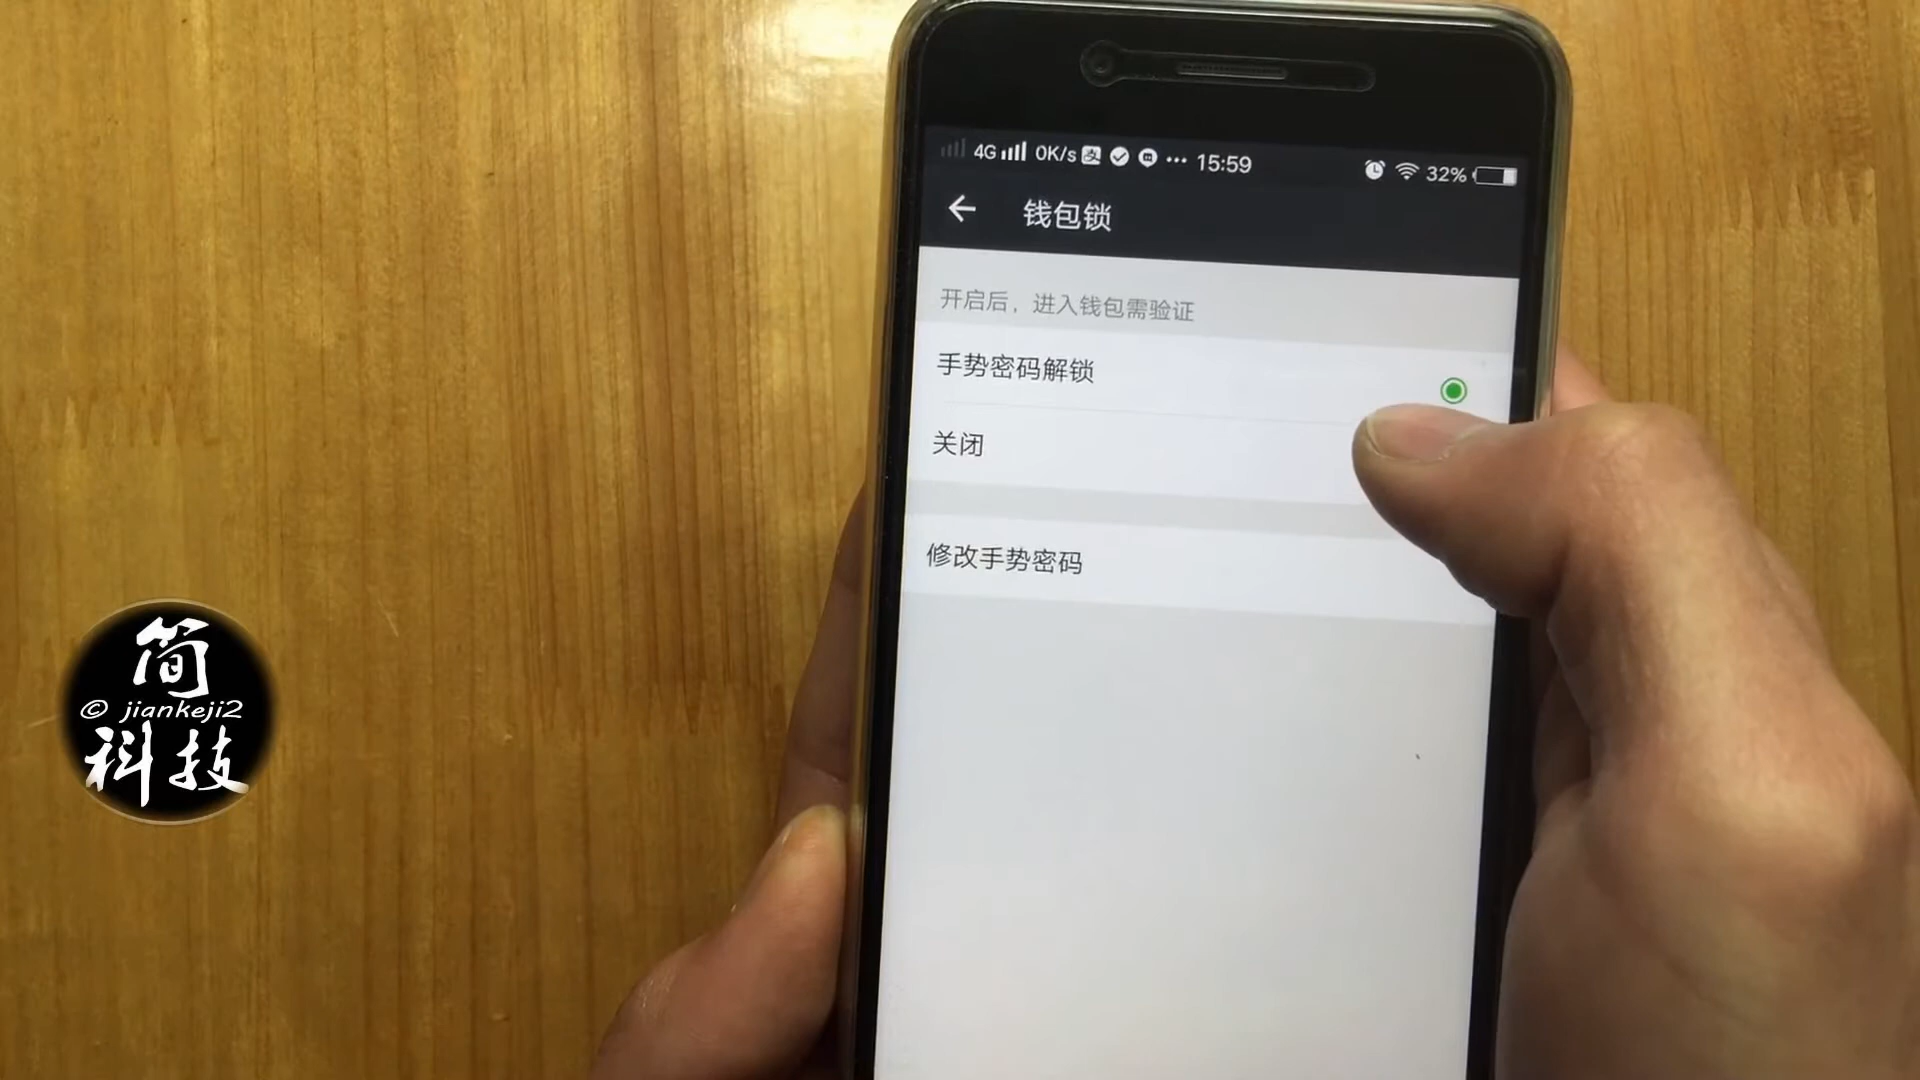 4G 0K/s 15:59 32%
钱包锁
开启后，进入钱包需验证
手势密码解锁
关闭
修改手势密码
简
© jiankeji2
科技